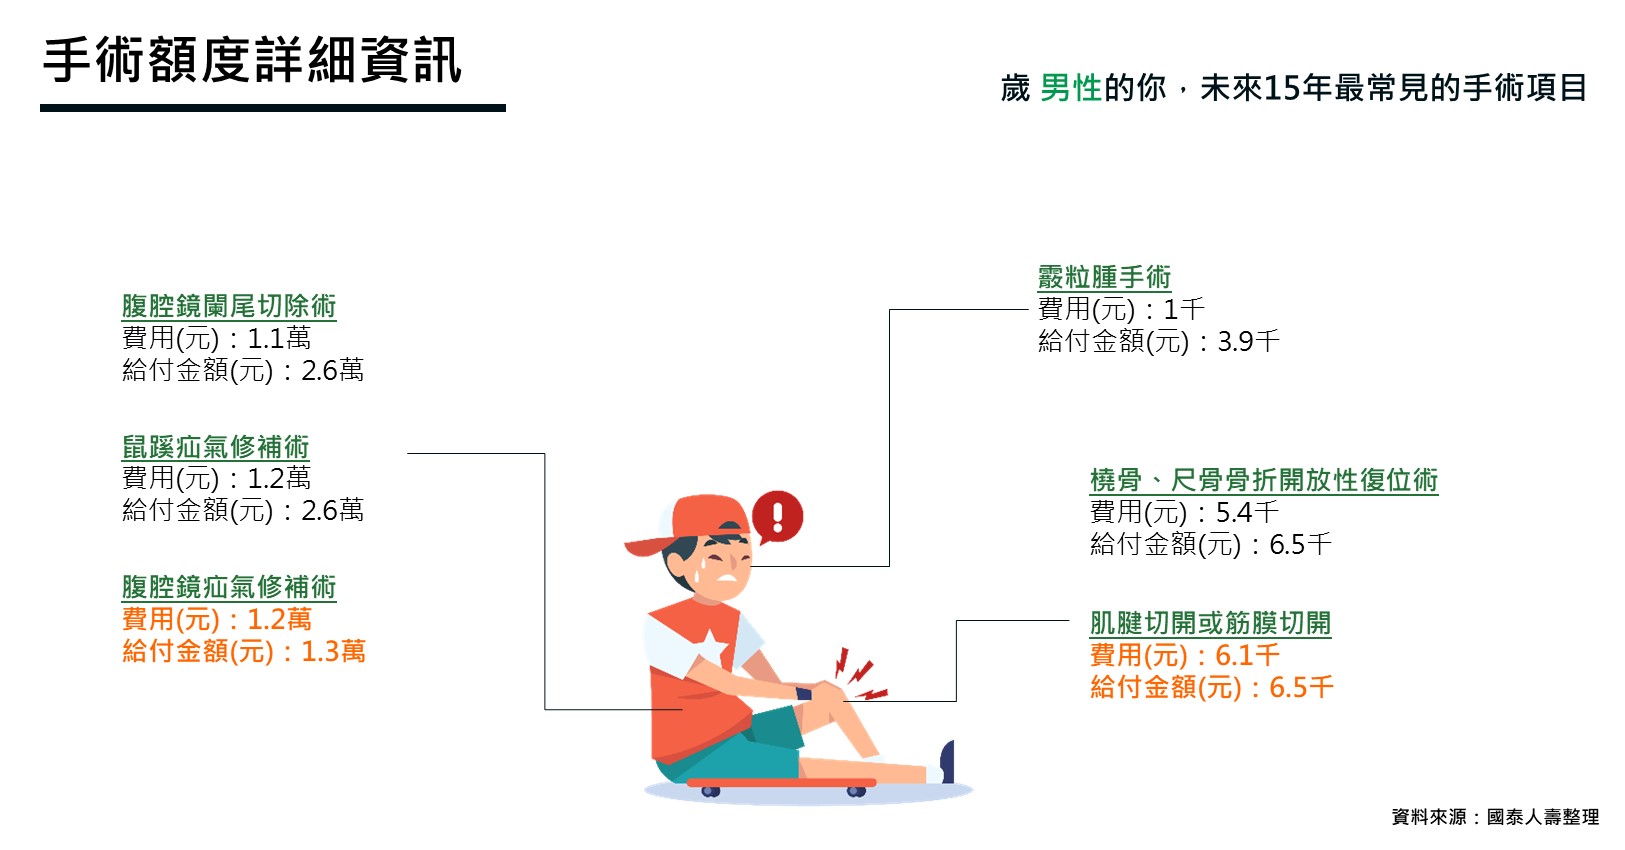 手術額度詳細資訊
歲 男性的你，未來15年最常見的手術項目
腹腔鏡闌尾切除術
費用(元)：1.1萬
給付金額(元)：2.6萬
鼠蹊疝氣修補術
費用(元)：1.2萬
給付金額(元)：2.6萬
腹腔鏡疝氣修補術
費用(元)：1.2萬
給付金額(元)：1.3萬
霰粒腫手術
費用(元)：1千
給付金額(元)：3.9千
橈骨、尺骨骨折開放性復位術
費用(元)：5.4千
給付金額(元)：6.5千
肌腱切開或筋膜切開
費用(元)：6.1千
給付金額(元)：6.5千
資料來源：國泰人壽整理